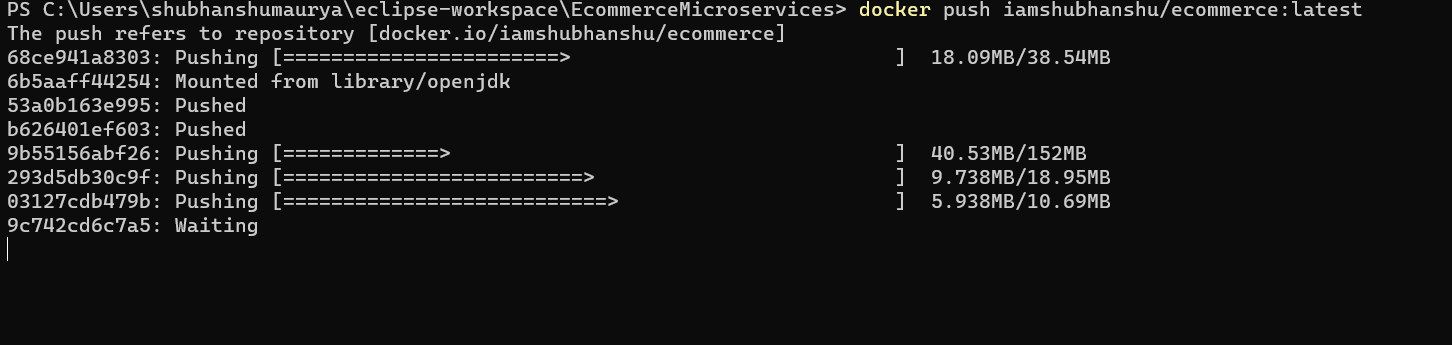 PS C:\Users\shubhanshumaurya\eclipse-workspace\EcommerceMicroservices> docker push iamshubhanshu/ecommerce:latest
The push refers to repository [docker.io/iamshubhanshu/ecommerce]
68ce941a8303: Pushing [=======================>                           ]  18.09MB/38.54MB
6b5aaff44254: Mounted from library/openjdk
53a0b163e995: Pushed
b626401ef603: Pushed
9b55156abf26: Pushing [=============>                                     ]  40.53MB/152MB
293d5db30c9f: Pushing [=========================>                         ]  9.738MB/18.95MB
03127cdb479b: Pushing [===========================>                       ]  5.938MB/10.69MB
9c742cd6c7a5: Waiting